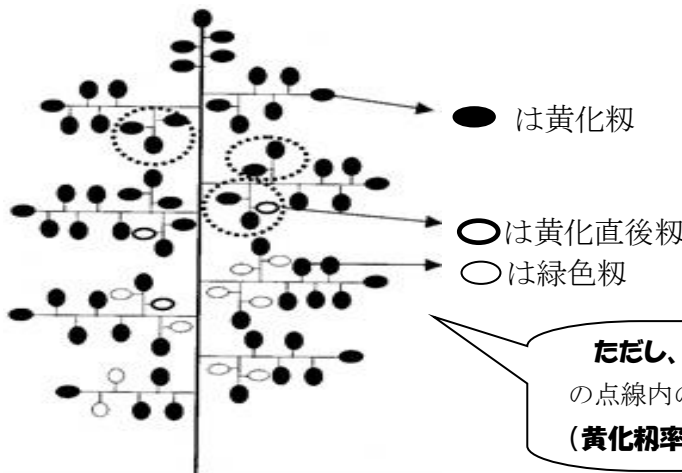 は黄化籾
は黄化直後籾
は緑色籾
ただし、
の点線内の
(黄化籾率